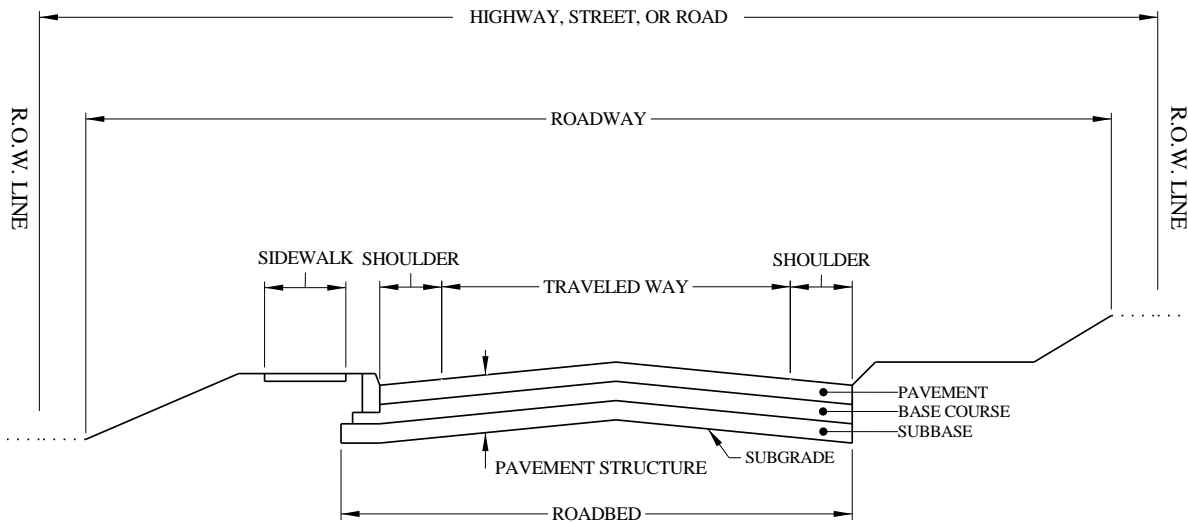 HIGHWAY, STREET, OR ROAD
R.O.W. LINE
R.O.W. LINE
ROADWAY
SIDEWALK
SHOULDER
SHOULDER
TRAVELED WAY
PAVEMENT
BASE COURSE
SUBBASE
SUBGRADE
PAVEMENT STRUCTURE
ROADBED